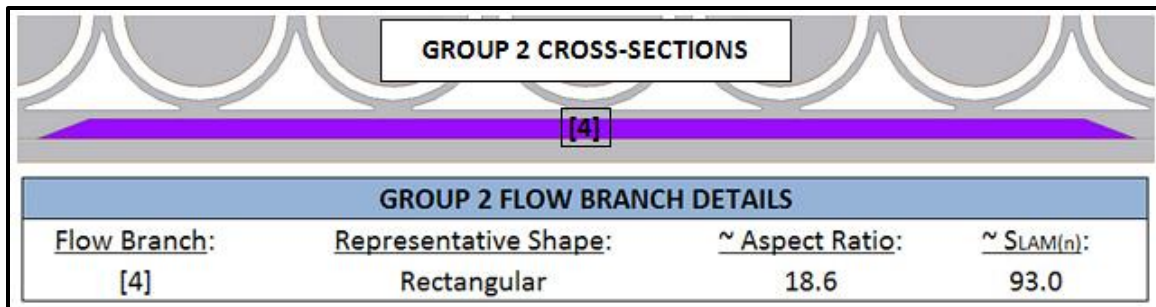 GROUP 2 CROSS-SECTIONS
[4]
GROUP 2 FLOW BRANCH DETAILS
Flow Branch: Representative Shape: ~ Aspect Ratio: ~ SLAM(n):
[4] Rectangular 18.6 93.0